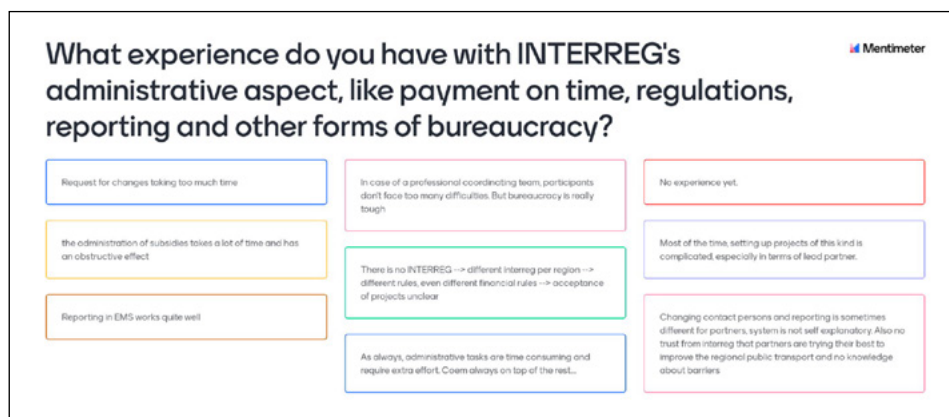 What experience do you have with INTERREG's
administrative aspect, like payment on time, regulations,
reporting and other forms of bureaucracy?
Mentimeter
Request for changes taking too much time
the administration of subsidies takes a lot of time and has
an obstructive effect
Reporting in EMS works quite well
In case of a professional coordinating team, participants
don't face too many difficulties. But bureaucracy is really
tough
There is no INTERREG --> different interreg per region -->
different rules, even different financial rules --> acceptance
of projects unclear
As always, administrative tasks are time consuming and
require extra effort. Coem always on top of the rest...
No experience yet.
Most of the time, setting up projects of this kind is
complicated, especially in terms of lead partner.
Changing contact persons and reporting is sometimes
different for partners, system is not self explanatory. Also no
trust from interreg that partners are trying their best to
improve the regional public transport and no knowledge
about barriers